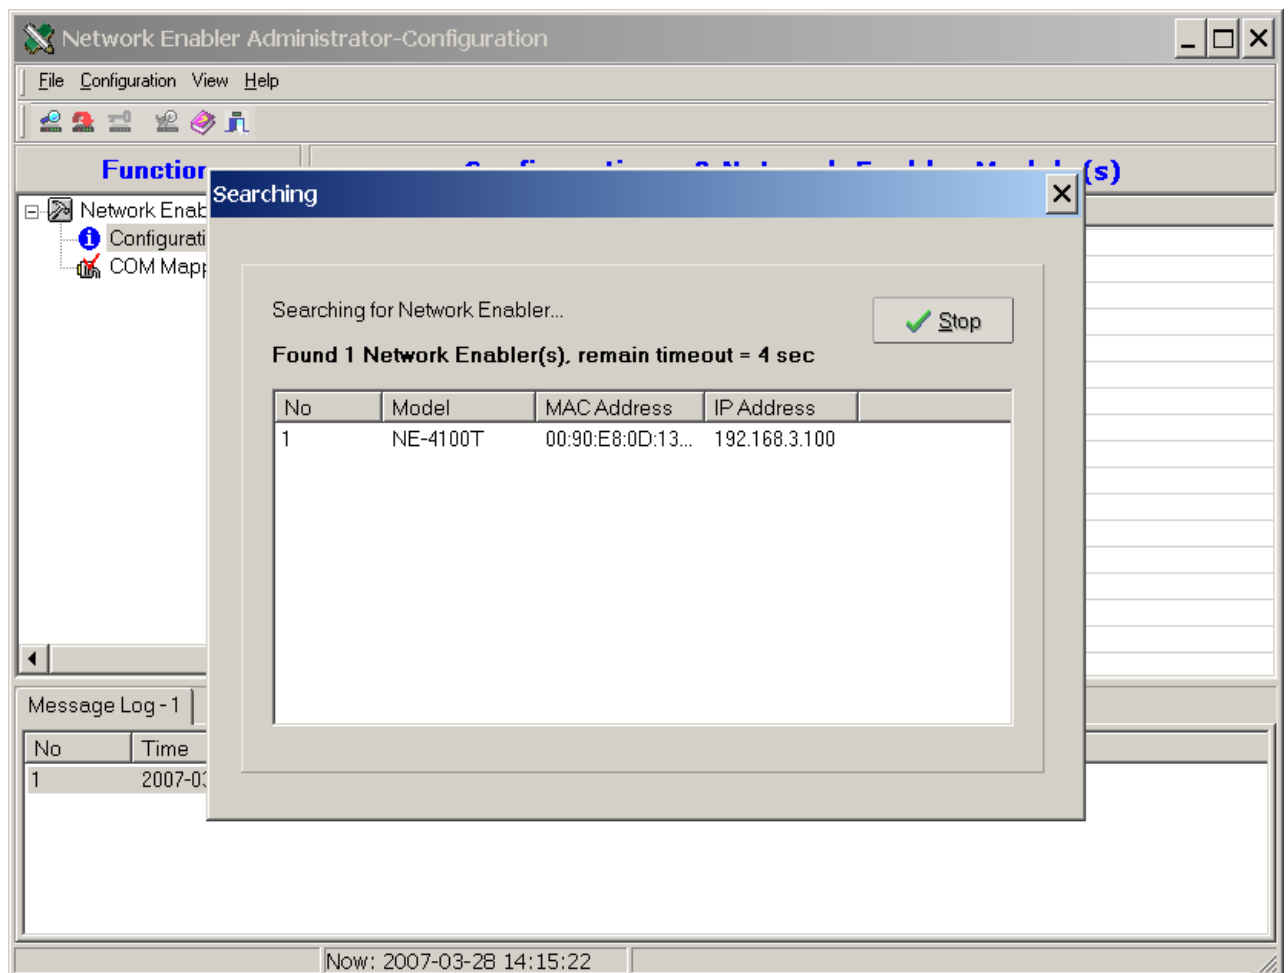 Network Enabler Administrator-Configuration
File Configuration View Help
Function
(s)
Searching
Network Enab
Configurati
COM Mapp
Searching for Network Enabler...
Stop
Found 1 Network Enabler(s), remain timeout = 4 sec
No Model MAC Address IP Address
1 NE-4100T 00:90:E8:0D:13... 192.168.3.100
Message Log - 1
No Time
1 2007-03
Now: 2007-03-28 14:15:22